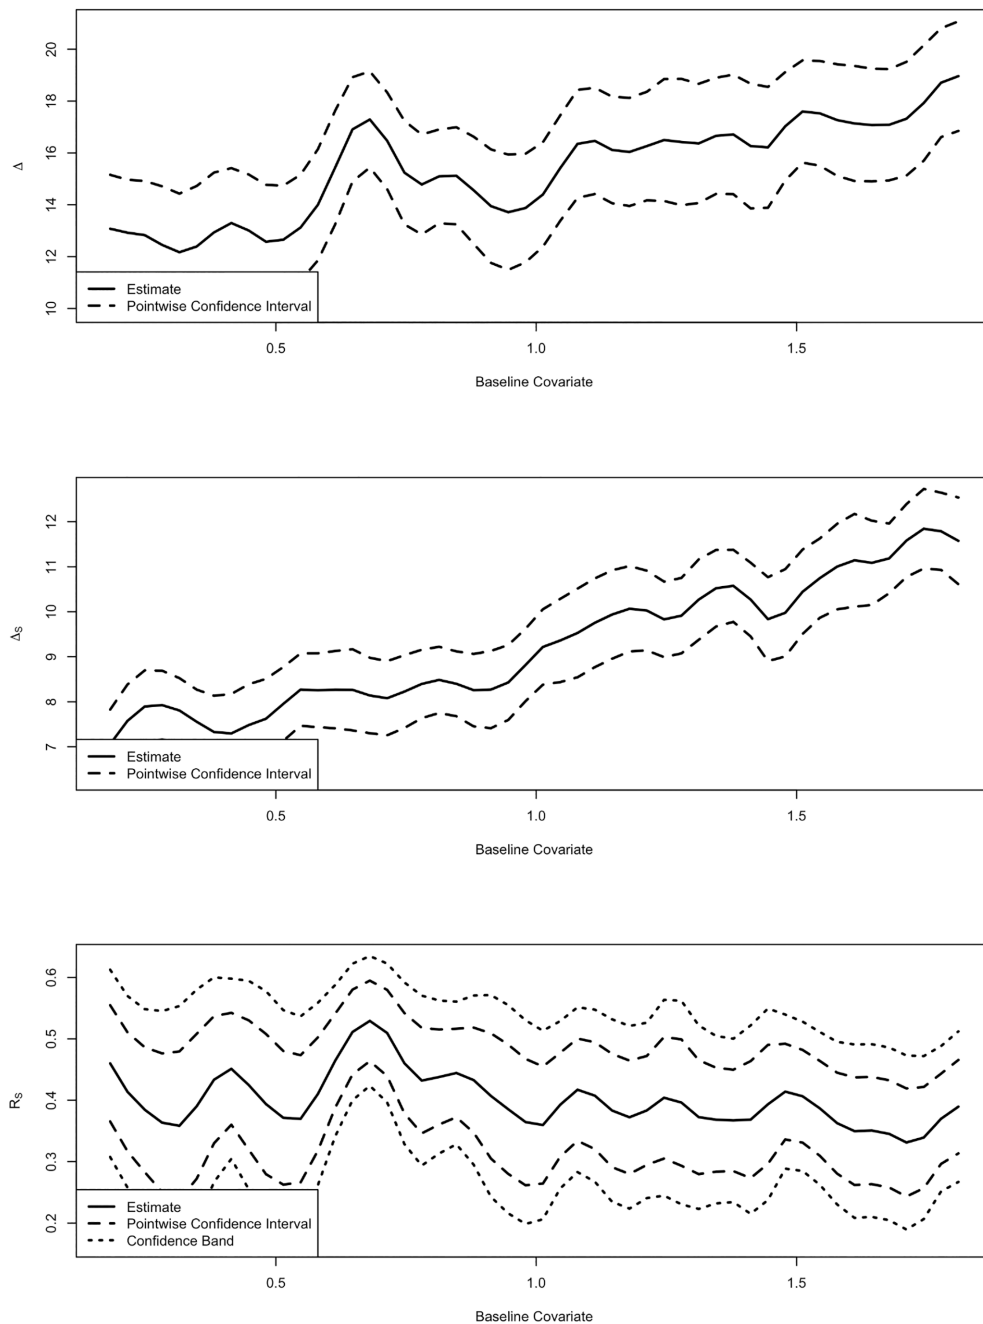 20
18
16
Δ
14
12
10
Estimate
Pointwise Confidence Interval
0.5 1.0 1.5
Baseline Covariate
12
11
10
Δs
9
8
7
Estimate
Pointwise Confidence Interval
0.5 1.0 1.5
Baseline Covariate
0.6
0.5
0.4
Rs
0.3
0.2
Estimate
Pointwise Confidence Interval
Confidence Band
0.5 1.0 1.5
Baseline Covariate